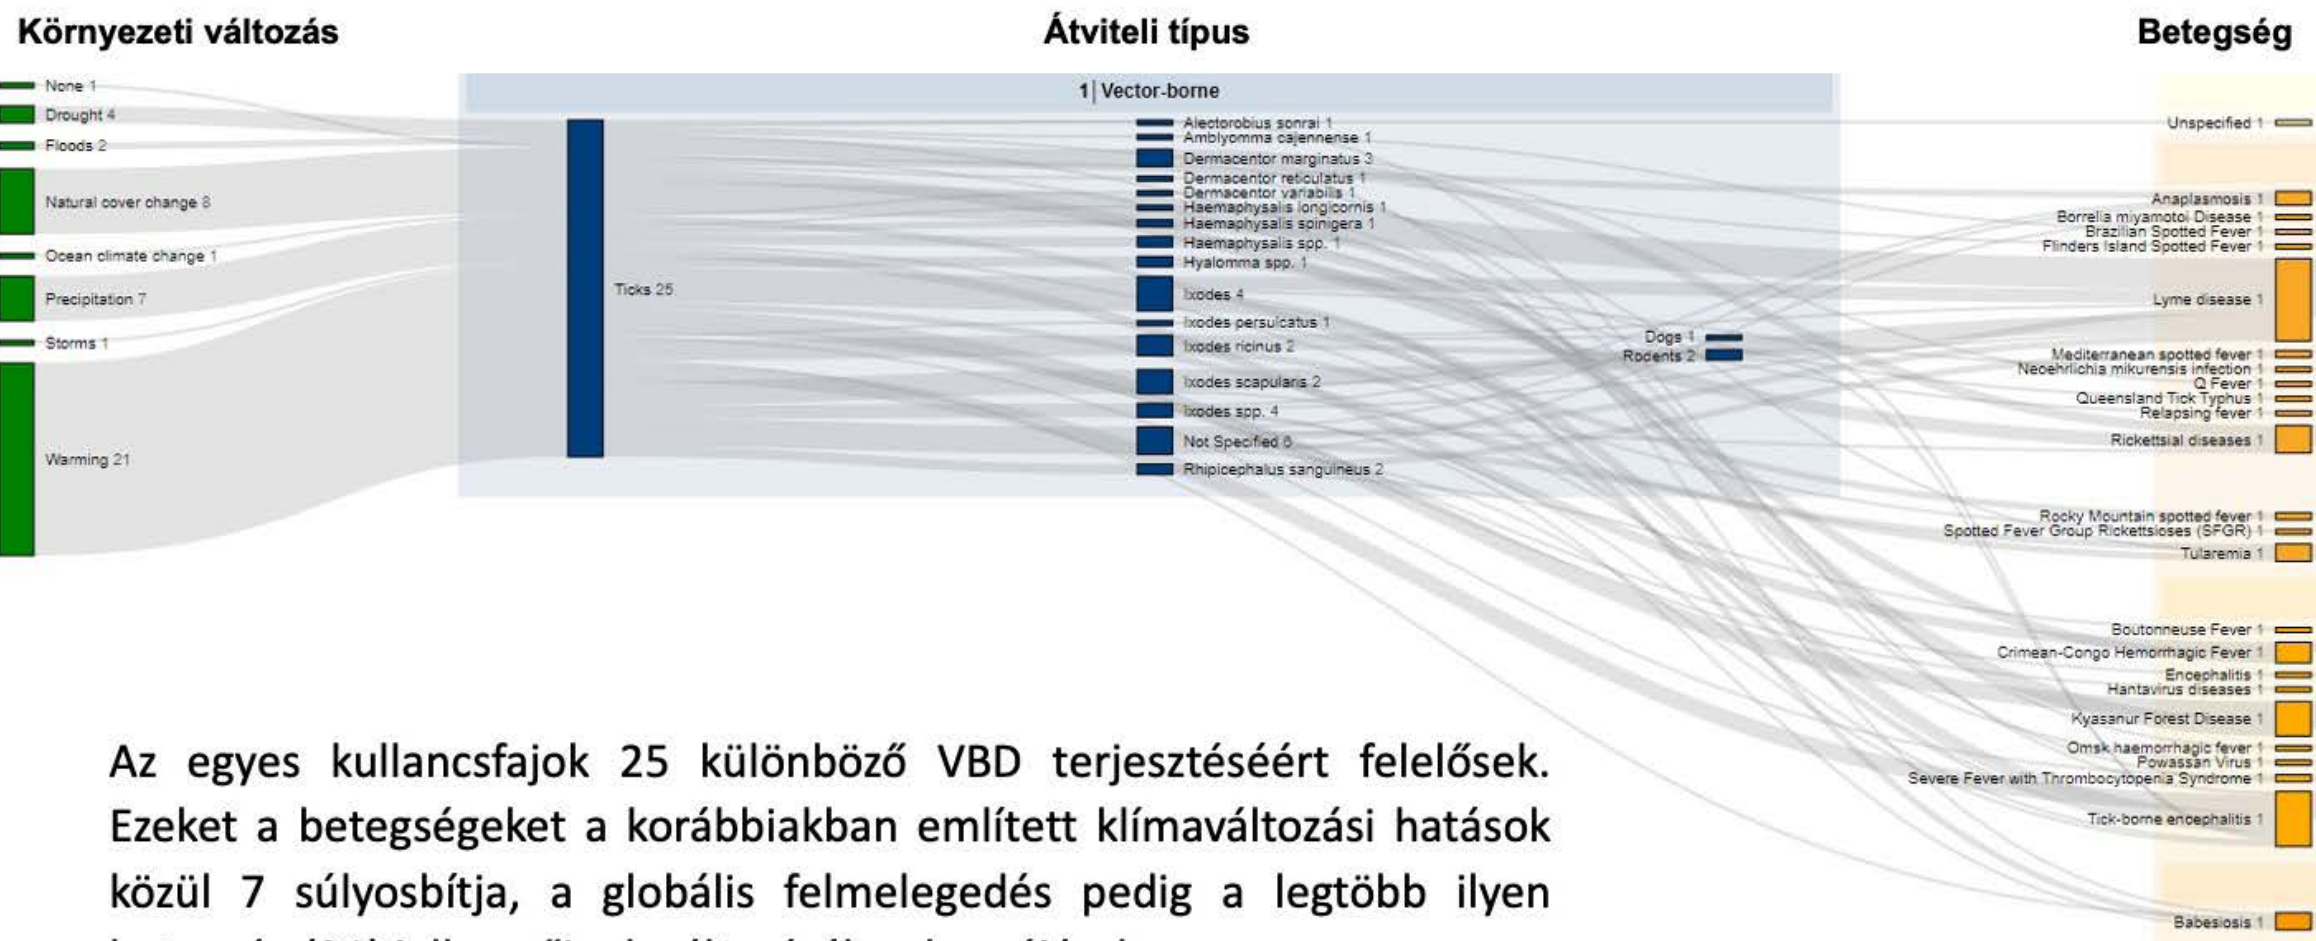 Környezeti változás
Átviteli típus
Betegség
None 1
Drought 4
Floods 2
Natural cover change 8
Ocean climate change 1
Precipitation 7
Storms 1
Warming 21
1| Vector-borne
Ticks 25
Alectorobius sonrai 1
Amblyomma cajennense 1
Dermacentor marginatus 3
Dermacentor reticulatus 1
Dermacentor variabilis 1
Haemaphysalis longicornis 1
Haemaphysalis spinigera 1
Haemaphysalis spp. 1
Hyalomma spp. 1
Ixodes 4
Ixodes persulcatus 1
Ixodes ricinus 2
Ixodes scapularis 2
Ixodes spp. 4
Not Specified 6
Rhipicephalus sanguineus 2
Dogs 1
Rodents 2
Unspecified 1
Anaplasmosis 1
Borrelia miyamotoi Disease 1
Brazilian Spotted Fever 1
Flinders Island Spotted Fever 1
Lyme disease 1
Mediterranean spotted fever 1
Neoehrlichia mikurensis infection 1
Q Fever 1
Queensland Tick Typhus 1
Relapsing fever 1
Rickettsial diseases 1
Rocky Mountain spotted fever 1
Spotted Fever Group Rickettsioses (SFGR) 1
Tularemia 1
Boutonneuse Fever 1
Crimean-Congo Hemorrhagic Fever 1
Encephalitis 1
Hantavirus diseases 1
Kyasanur Forest Disease 1
Omsk haemorrhagic fever 1
Powassan Virus 1
Severe Fever with Thrombocytopenia Syndrome 1
Tick-borne encephalitis 1
Babesiosis 1
Az egyes kullancsfajok 25 különböző VBD terjesztéséért felelősek.
Ezeket a betegségeket a korábbiakban említett klímaváltozási hatások
közül 7 súlyosbítja, a globális felmelegedés pedig a legtöbb ilyen